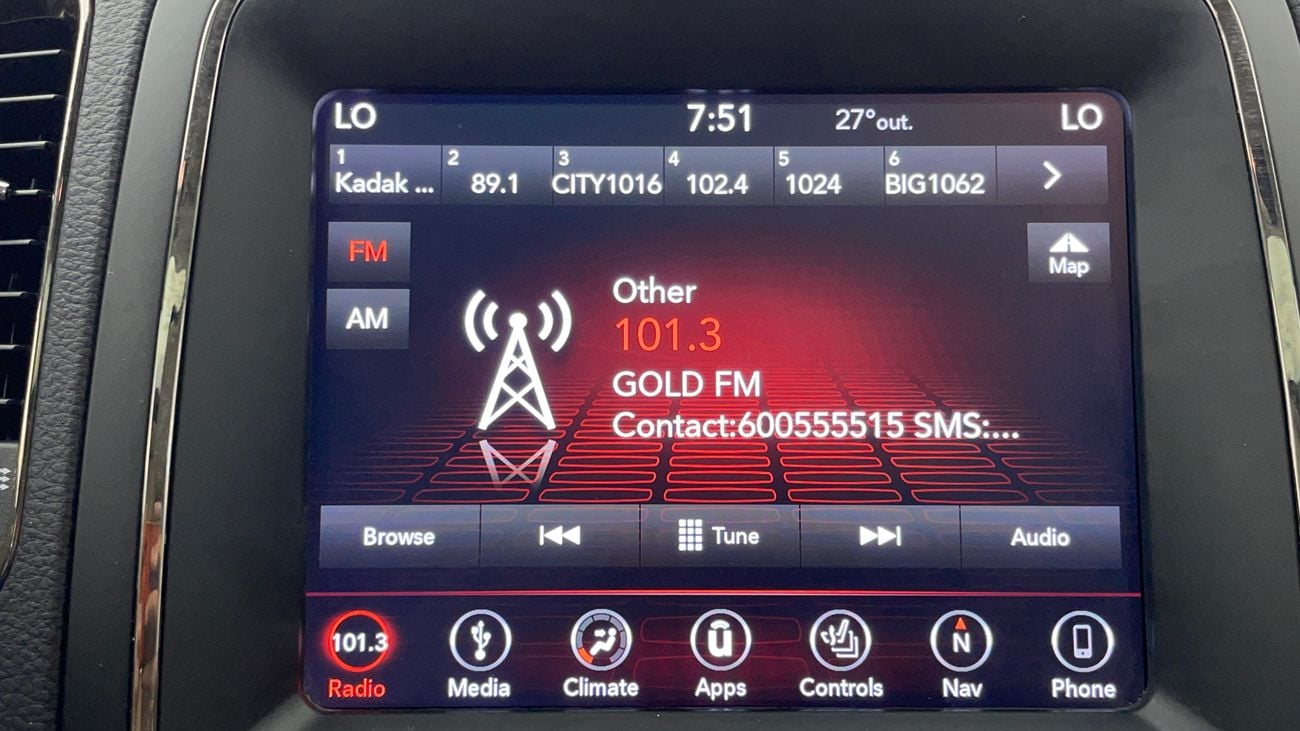 LO 7:51 27°out. LO
1 2 3 4 5 6
Kadak ... 89.1 CITY1016 102.4 1024 BIG1062
FM
Map
AM
Other
101.3
GOLD FM
Contact:600555515 SMS:...
Browse Tune Audio
101.3 N
Radio Media Climate Apps Controls Nav Phone